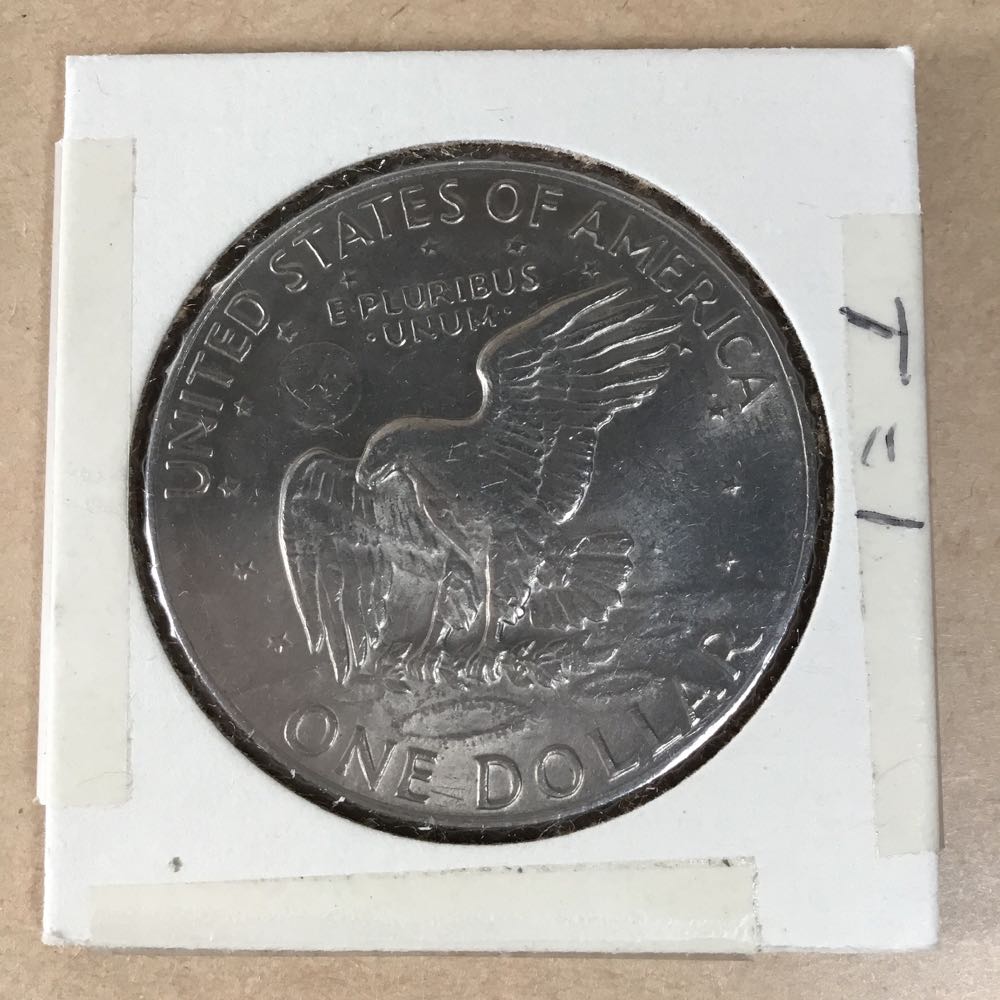 UNITED STATES OF AMERICA
E·PLURIBUS
·UNUM·
ONE DOLLAR